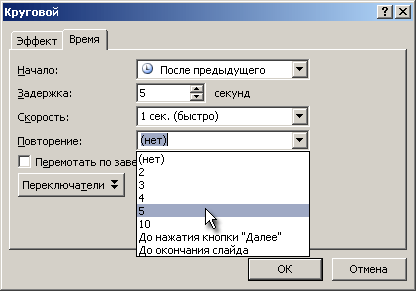 Круговой
Эффект Время
Начало: После предыдущего
Задержка: 5 секунд
Скорость: 1 сек. (быстро)
Повторение: (нет)
Перемотать по заве
(нет)
2
3
4
5
10
До нажатия кнопки "Далее"
До окончания слайда
Переключатели
ОК Отмена